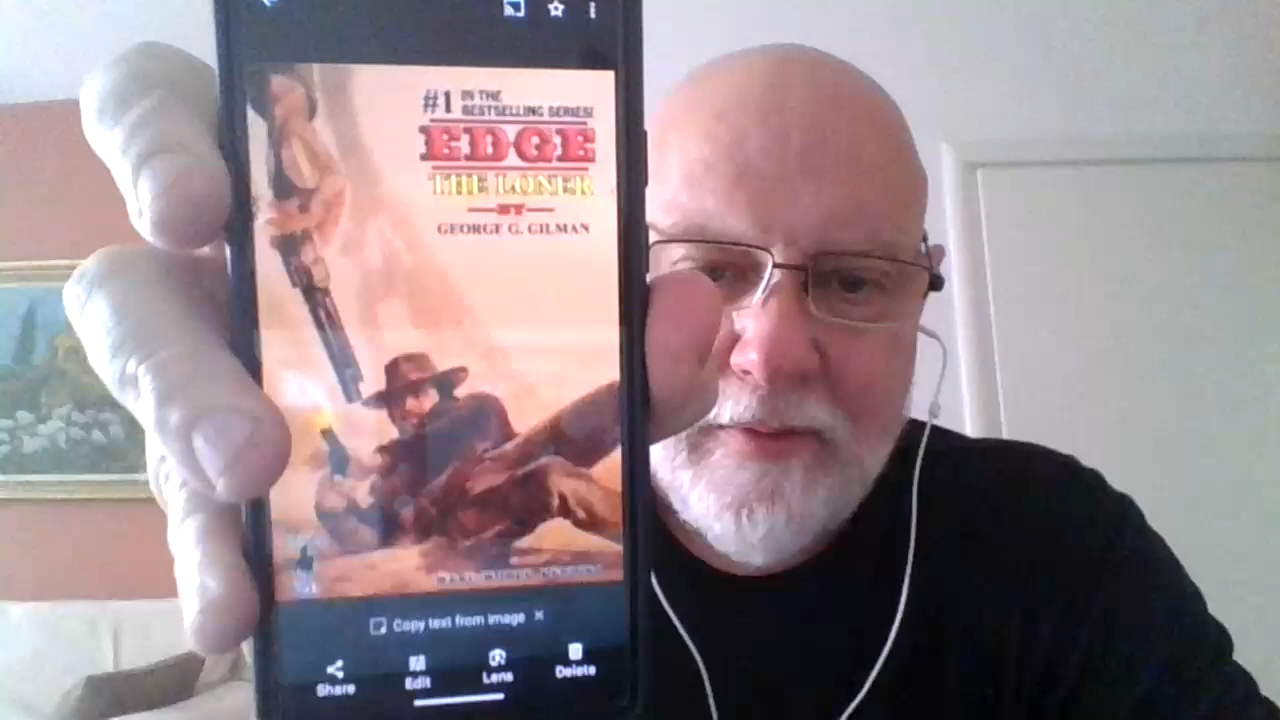 #1 IN THE
BESTSELLING SERIES!
EDGE
THE LONER
BY
GEORGE G. GILMAN
Copy text from image
Share
Edit
Lens
Delete